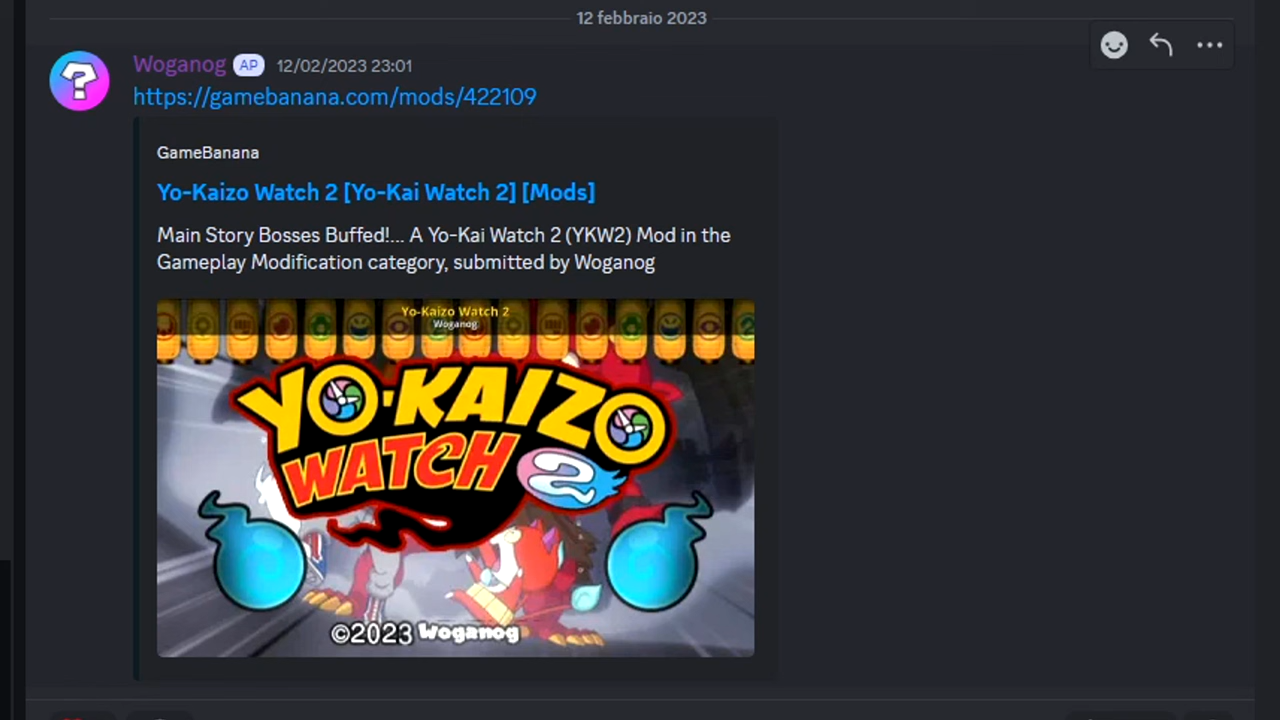 12 febbraio 2023
Woganog AP 12/02/2023 23:01
https://gamebanana.com/mods/422109
GameBanana
Yo-Kaizo Watch 2 [Yo-Kai Watch 2] [Mods]
Main Story Bosses Buffed!... A Yo-Kai Watch 2 (YKW2) Mod in the
Gameplay Modification category, submitted by Woganog
Yo-Kaizo Watch 2
Woganog
YO-KAIZO
WATCH 2
©2023 Woganog